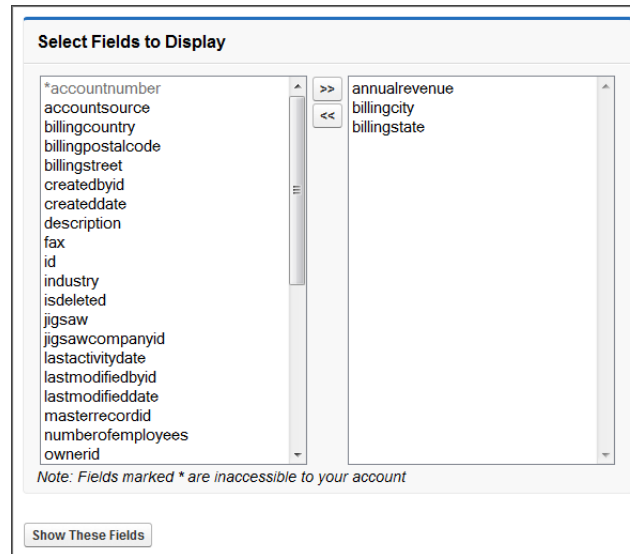 Select Fields to Display
*accountnumber
accountsource
billingcountry
billingpostalcode
billingstreet
createdbyid
createddate
description
fax
id
industry
isdeleted
jigsaw
jigsawcompanyid
lastactivitydate
lastmodifiedbyid
lastmodifieddate
masterrecordid
numberofemployees
ownerid
>>
<<
annualrevenue
billingcity
billingstate
Note: Fields marked * are inaccessible to your account
Show These Fields